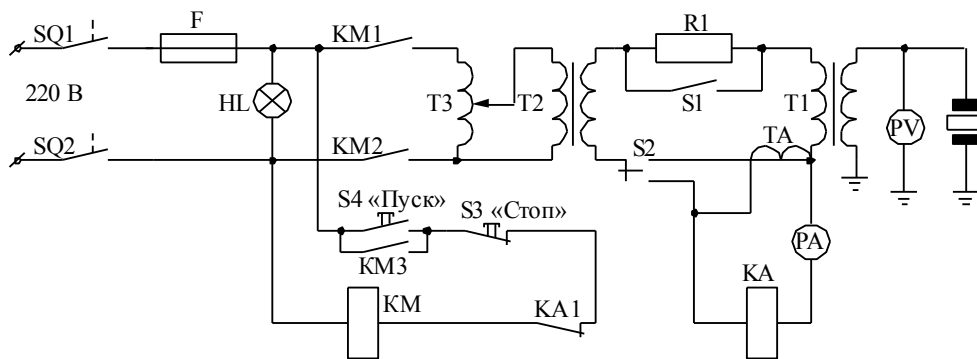 F
R1
SQ1
KM1
220 В
HL
T3
T2
S1
T1
PV
TA
SQ2
KM2
S2
S4 «Пуск»
S3 «Стоп»
PA
KM3
KA
KM
KA1